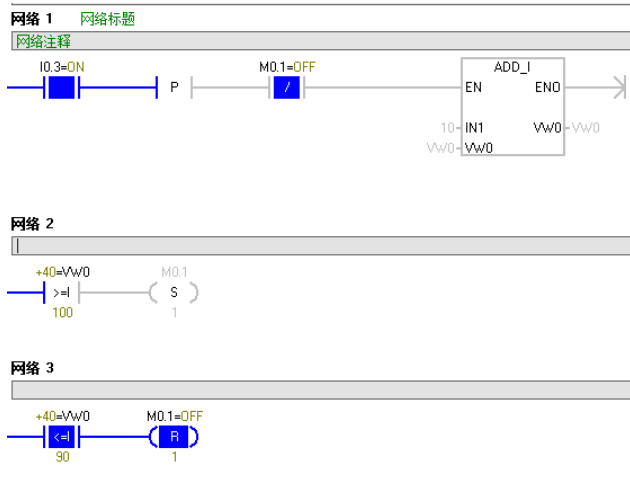 网络 1 网络标题
网络注释
I0.3=ON M0.1=OFF ADD_I
P / EN ENO
10 IN1 VW0 VW0
VW0 VW0
网络 2
+40=VW0 M0.1
>=I S
100 1
网络 3
+40=VW0 M0.1=OFF
<=I R
90 1